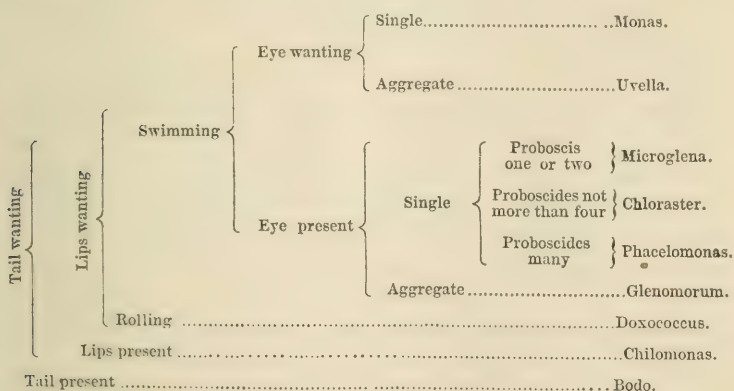 Single........................ ..Monas.
Eye wanting
Aggregate ............................Uvella.
Swimming
Proboscis
one or two } Microglena.
Single
Proboscides not
more than four } Chloraster.
Eye present
Proboscides
many } Phacelomonas.
Aggregate ...........................Glenomorum.
Lips wanting
Tail wanting
Rolling ..............................................................Doxococcus.
Lips present ................................................................Chilomonas.
Tail present ..................................................................... Bodo.